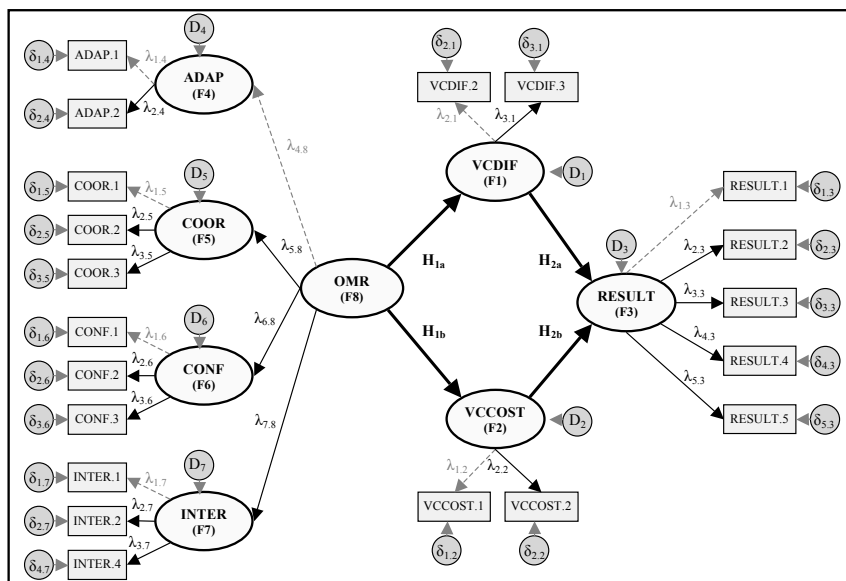 D₄
δ₁.₄ ADAP.1 λ₁.₄
ADAP
(F4)
δ₂.₄ ADAP.2 λ₂.₄
λ₄.₈
D₅
δ₁.₅ COOR.1 λ₁.₅
δ₂.₅ COOR.2 λ₂.₅
COOR
(F5)
δ₃.₅ COOR.3 λ₃.₅
λ₅.₈
D₆
δ₁.₆ CONF.1 λ₁.₆
δ₂.₆ CONF.2 λ₂.₆
CONF
(F6)
δ₃.₆ CONF.3 λ₃.₆
λ₆.₈
D₇
δ₁.₇ INTER.1 λ₁.₇
δ₂.₇ INTER.2 λ₂.₇
INTER
(F7)
δ₄.₇ INTER.4 λ₃.₇
λ₇.₈
OMR
(F8)
H₁ₐ
H₁b
δ₂.₁ δ₃.₁
VCDIF.2 VCDIF.3
λ₂.₁ λ₃.₁
VCDIF
(F1)
D₁
H₂ₐ
H₂b
VCCOST
(F2)
D₂
λ₁.₂ λ₂.₂
VCCOST.1 VCCOST.2
δ₁.₂ δ₂.₂
D₃
RESULT
(F3)
λ₁.₃ RESULT.1 δ₁.₃
λ₂.₃ RESULT.2 δ₂.₃
λ₃.₃ RESULT.3 δ₃.₃
λ₄.₃ RESULT.4 δ₄.₃
λ₅.₃ RESULT.5 δ₅.₃